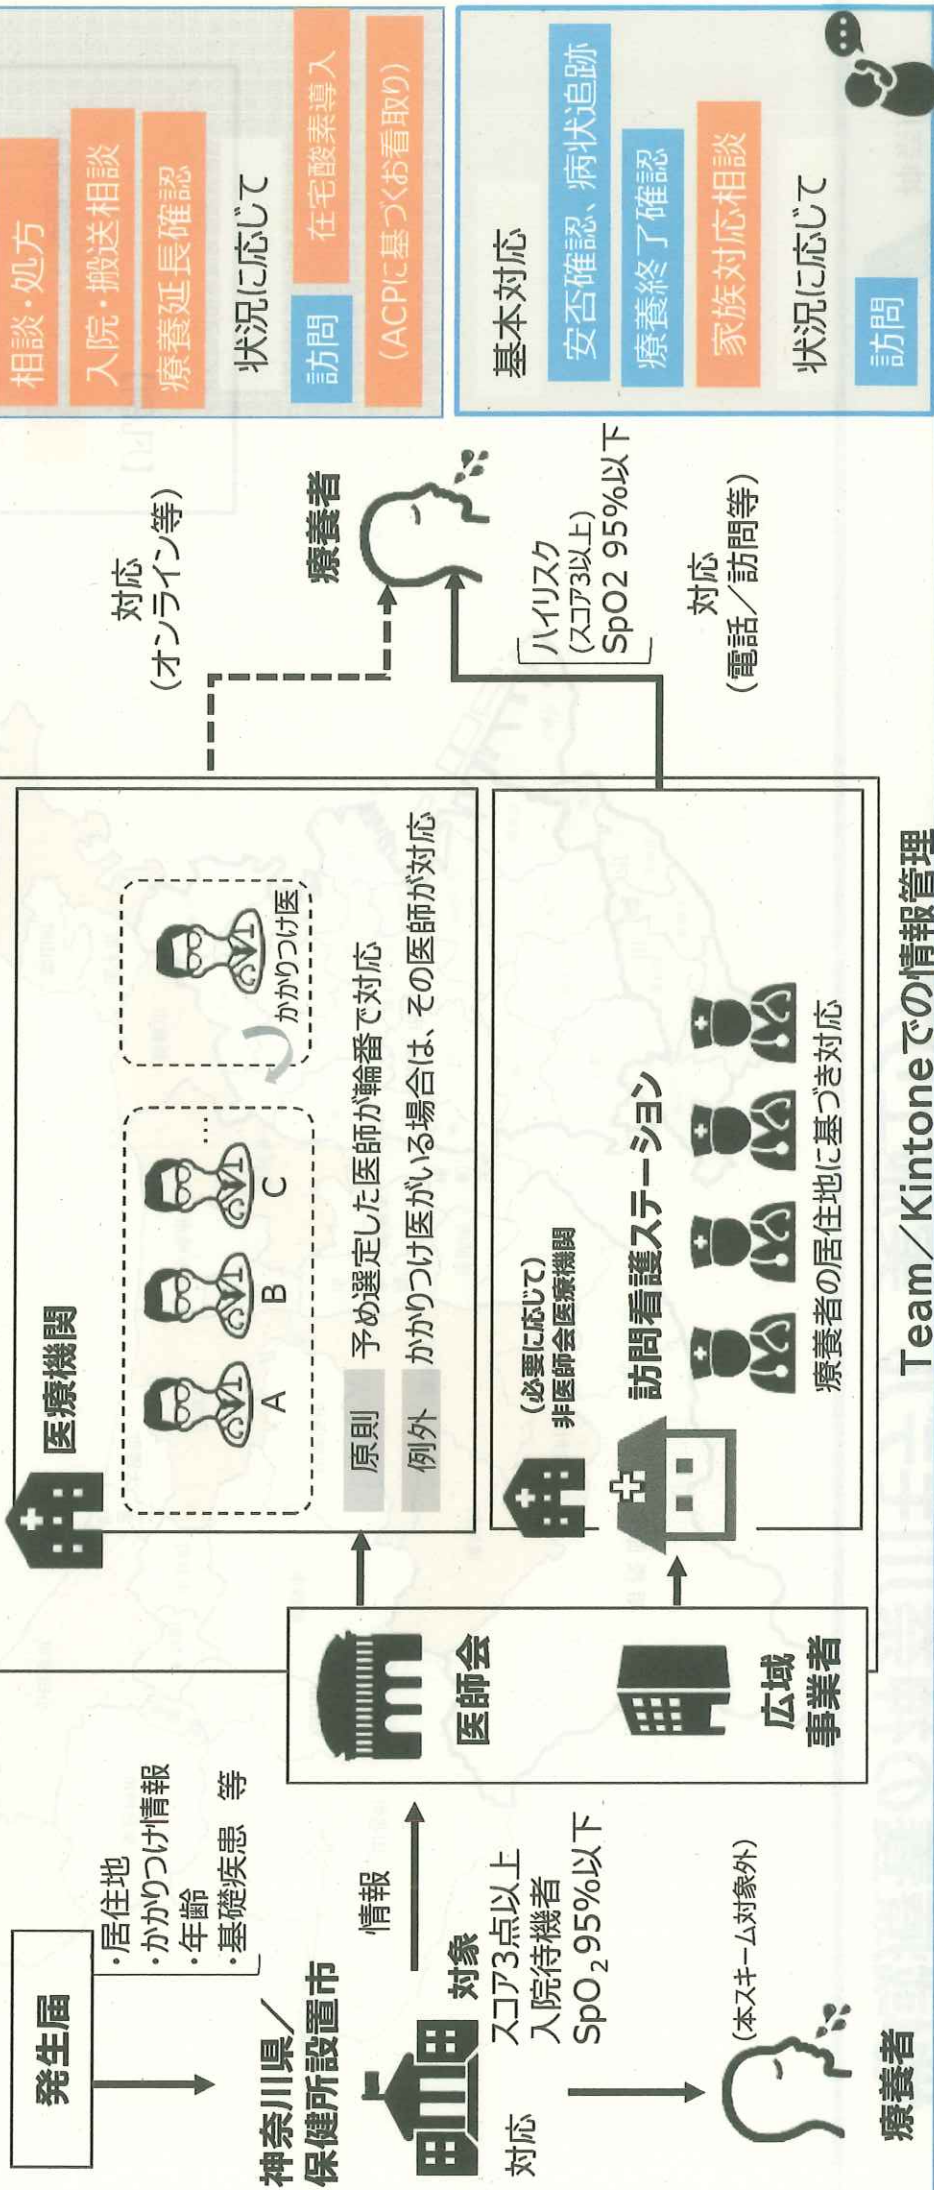 発生届
・居住地
・かかりつけ情報
・年齢
・基礎疾患 等
神奈川県／
保健所設置市
情報
対象
スコア3点以上
入院待機者
SpO₂ 95%以下
対応
(本スキーム対象外)
療養者
医師会
広域
事業者
医療機関
A
B
C
…
かかりつけ医
原則 予め選定した医師が輪番で対応
例外 かかりつけ医がいる場合は、その医師が対応
(必要に応じて)
非医師会医療機関
訪問看護ステーション
療養者の居住地に基づき対応
Team／Kintoneでの情報管理
対応
(オンライン等)
療養者
ハイリスク
(スコア3以上)
SpO2 95%以下
対応
(電話／訪問等)
相談・処方
入院・搬送相談
療養延長確認
状況に応じて
訪問 在宅酸素導入
(ACPに基づくお看取り)
基本対応
安否確認、病状追跡
療養終了確認
家族対応相談
状況に応じて
訪問